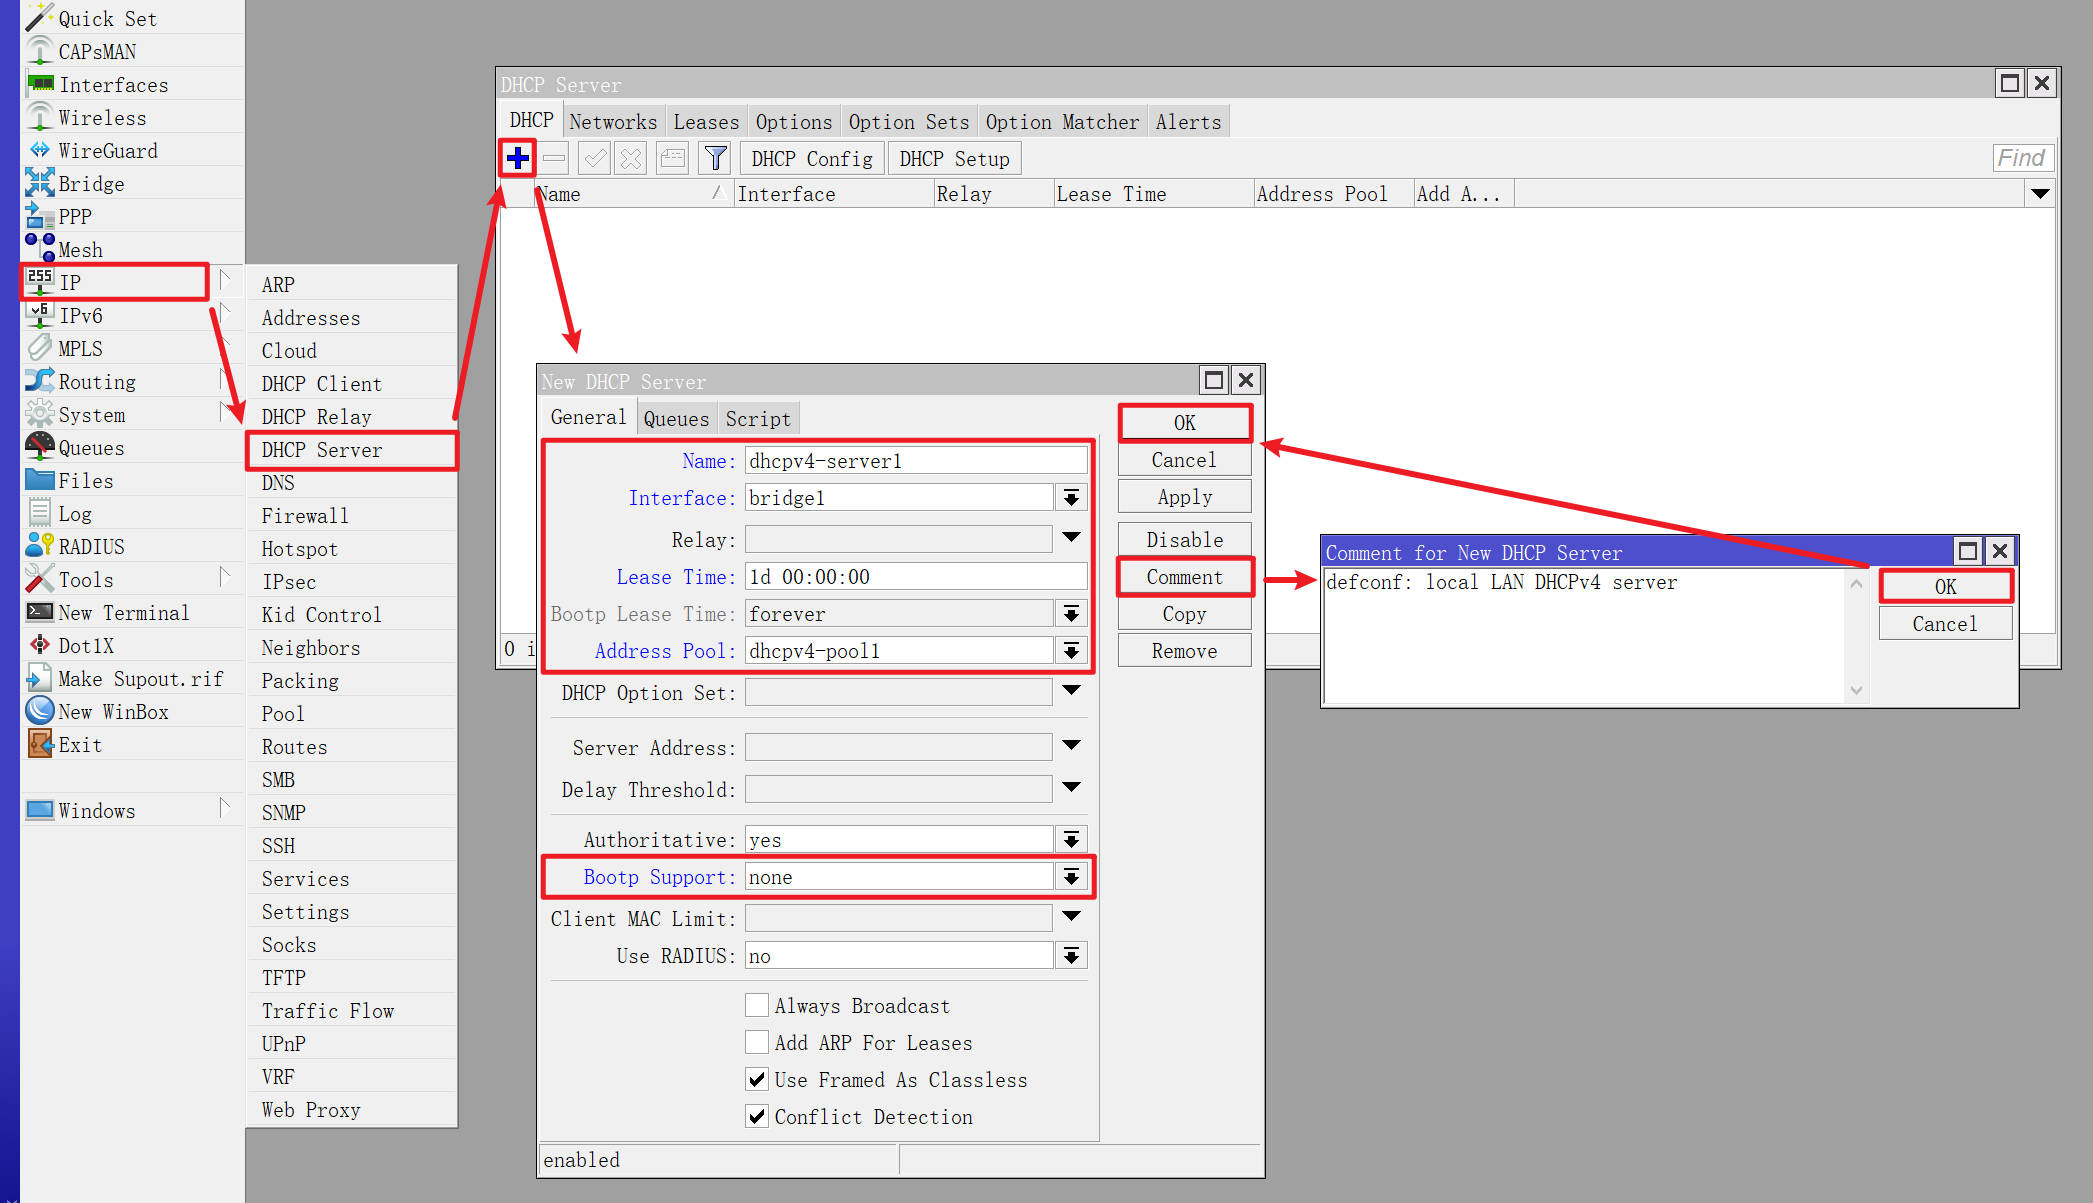 Quick Set
CAPsMAN
Interfaces
Wireless
WireGuard
Bridge
PPP
Mesh
255 IP
v6 IPv6
MPLS
Routing
System
Queues
Files
Log
RADIUS
Tools
New Terminal
Dot1X
Make Supout.rif
New WinBox
Exit
Windows
ARP
Addresses
Cloud
DHCP Client
DHCP Relay
DHCP Server
DNS
Firewall
Hotspot
IPsec
Kid Control
Neighbors
Packing
Pool
Routes
SMB
SNMP
SSH
Services
Settings
Socks
TFTP
Traffic Flow
UPnP
VRF
Web Proxy
DHCP Server
DHCP Networks Leases Options Option Sets Option Matcher Alerts
DHCP Config DHCP Setup Find
Name Interface Relay Lease Time Address Pool Add A...
0 i
New DHCP Server
General Queues Script
Name: dhcpv4-server1
Interface: bridge1
Relay:
Lease Time: 1d 00:00:00
Bootp Lease Time: forever
Address Pool: dhcpv4-pool1
DHCP Option Set:
Server Address:
Delay Threshold:
Authoritative: yes
Bootp Support: none
Client MAC Limit:
Use RADIUS: no
Always Broadcast
Add ARP For Leases
Use Framed As Classless
Conflict Detection
enabled
OK
Cancel
Apply
Disable
Comment
Copy
Remove
Comment for New DHCP Server
defconf: local LAN DHCPv4 server
OK
Cancel